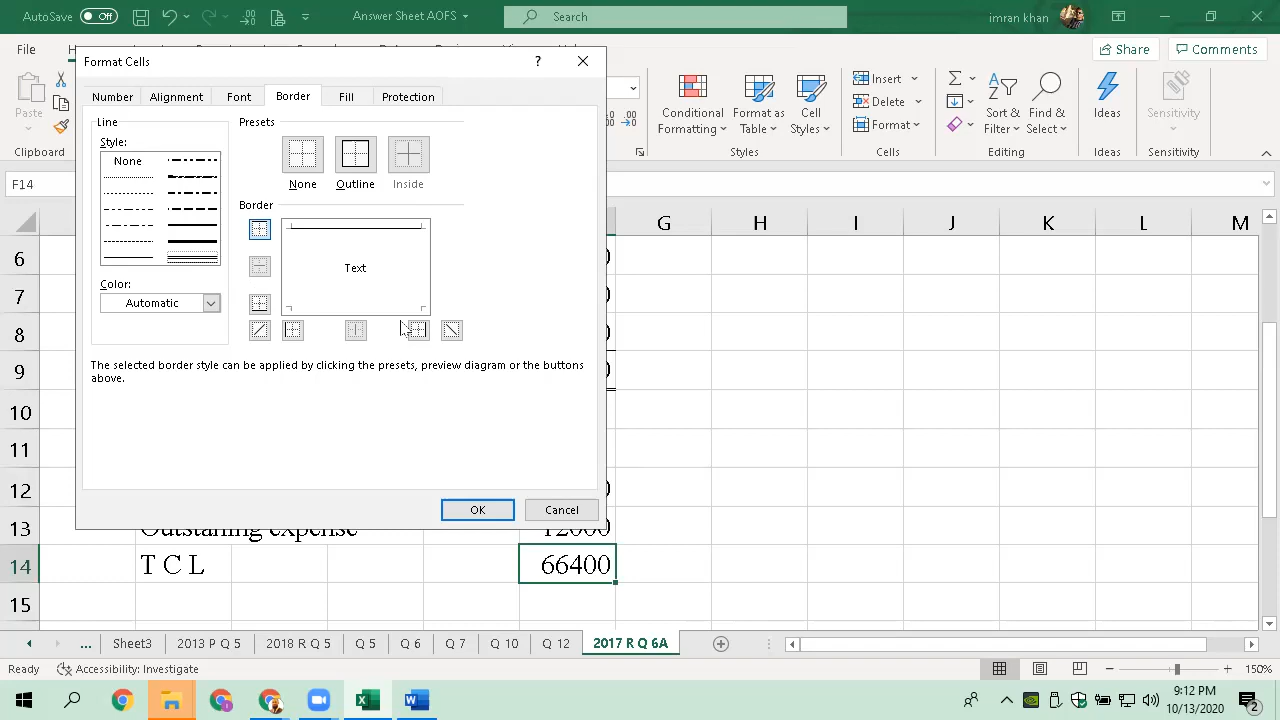 AutoSave Off Answer Sheet AOFS Search imran khan
File Share Comments
Format Cells ? 
Number Alignment Font Border Fill Protection
Line Presets
Style:
None
None Outline Inside
Border
Text
Color:
Automatic
The selected border style can be applied by clicking the presets, preview diagram or the buttons
above.
OK Cancel
Paste
Clipboard
Conditional Formatting Format as Table Cell Styles
Styles
Insert
Delete
Format
Cells
Sort & Filter Find & Select
Editing
Ideas
Ideas
Sensitivity
Sensitivity
F14
G H I J K L M
6
7
8
9
10
11
12
13 Outstaning expense 12000
14 T C L 66400
15
... Sheet3 2013 P Q 5 2018 R Q 5 Q 5 Q 6 Q 7 Q 10 Q 12 2017 R Q 6A
Ready Accessibility: Investigate 150%
9:12 PM
10/13/2020
2